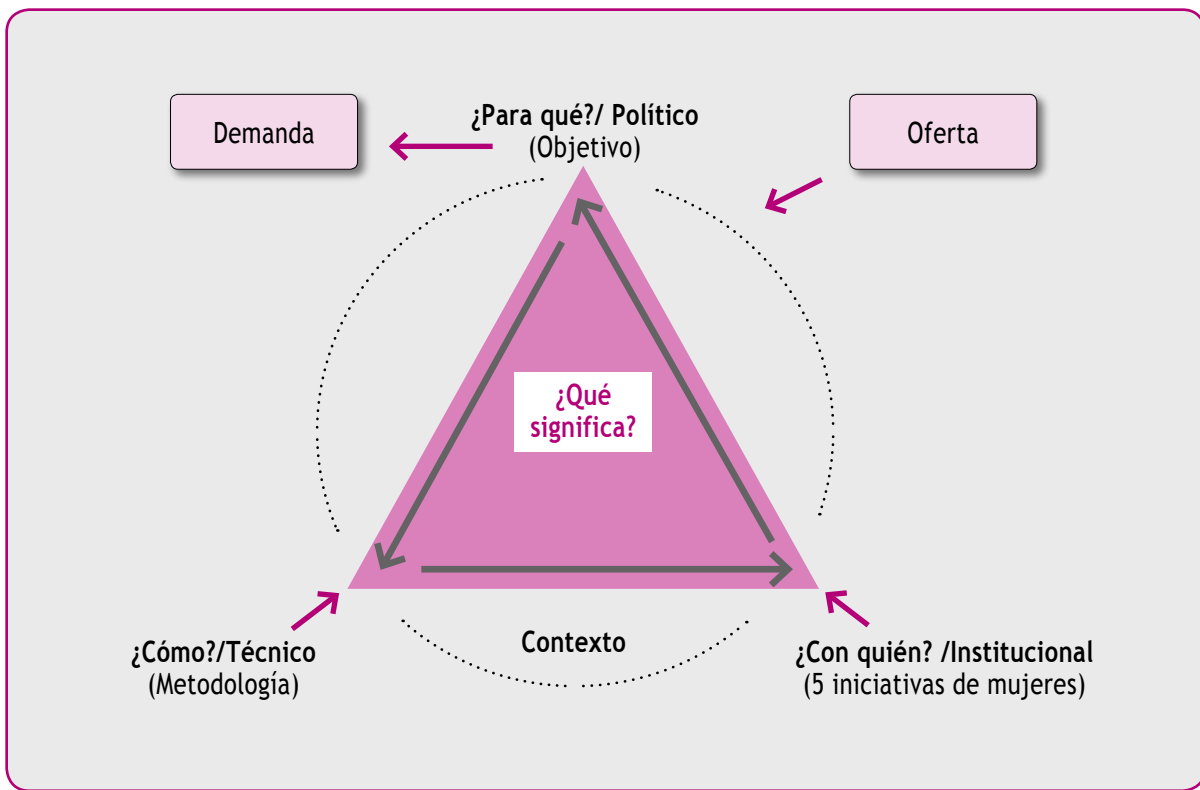 Demanda
¿Para qué?/ Político
(Objetivo)
Oferta
¿Qué
significa?
¿Cómo?/Técnico
(Metodología)
Contexto
¿Con quién? /Institucional
(5 iniciativas de mujeres)